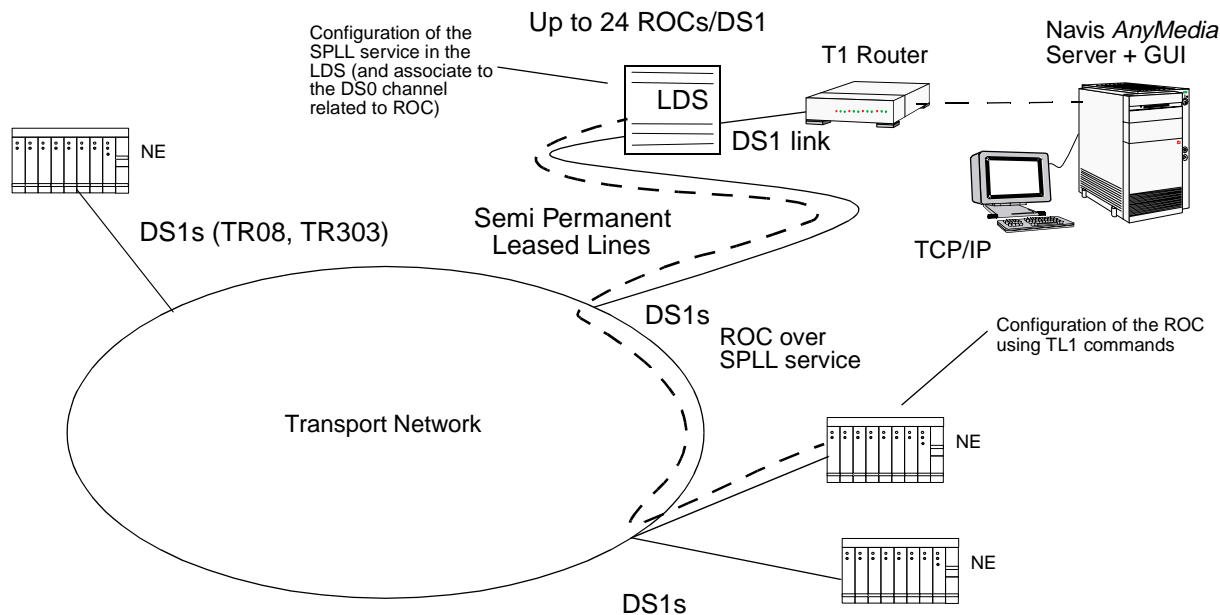 Up to 24 ROCs/DS1
Configuration of the
SPLL service in the
LDS (and associate to
the DS0 channel
related to ROC)
T1 Router
Navis AnyMedia
Server + GUI
LDS
DS1 link
NE
DS1s (TR08, TR303)
Semi Permanent
Leased Lines
TCP/IP
DS1s
ROC over
SPLL service
Configuration of the ROC
using TL1 commands
Transport Network
NE
NE
DS1s